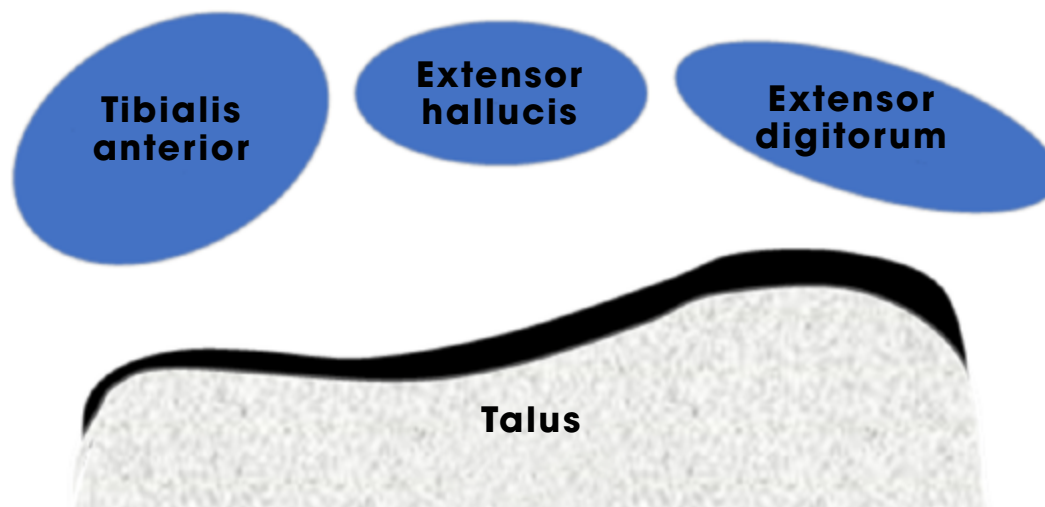 Tibialis
anterior
Extensor
hallucis
Extensor
digitorum
Talus